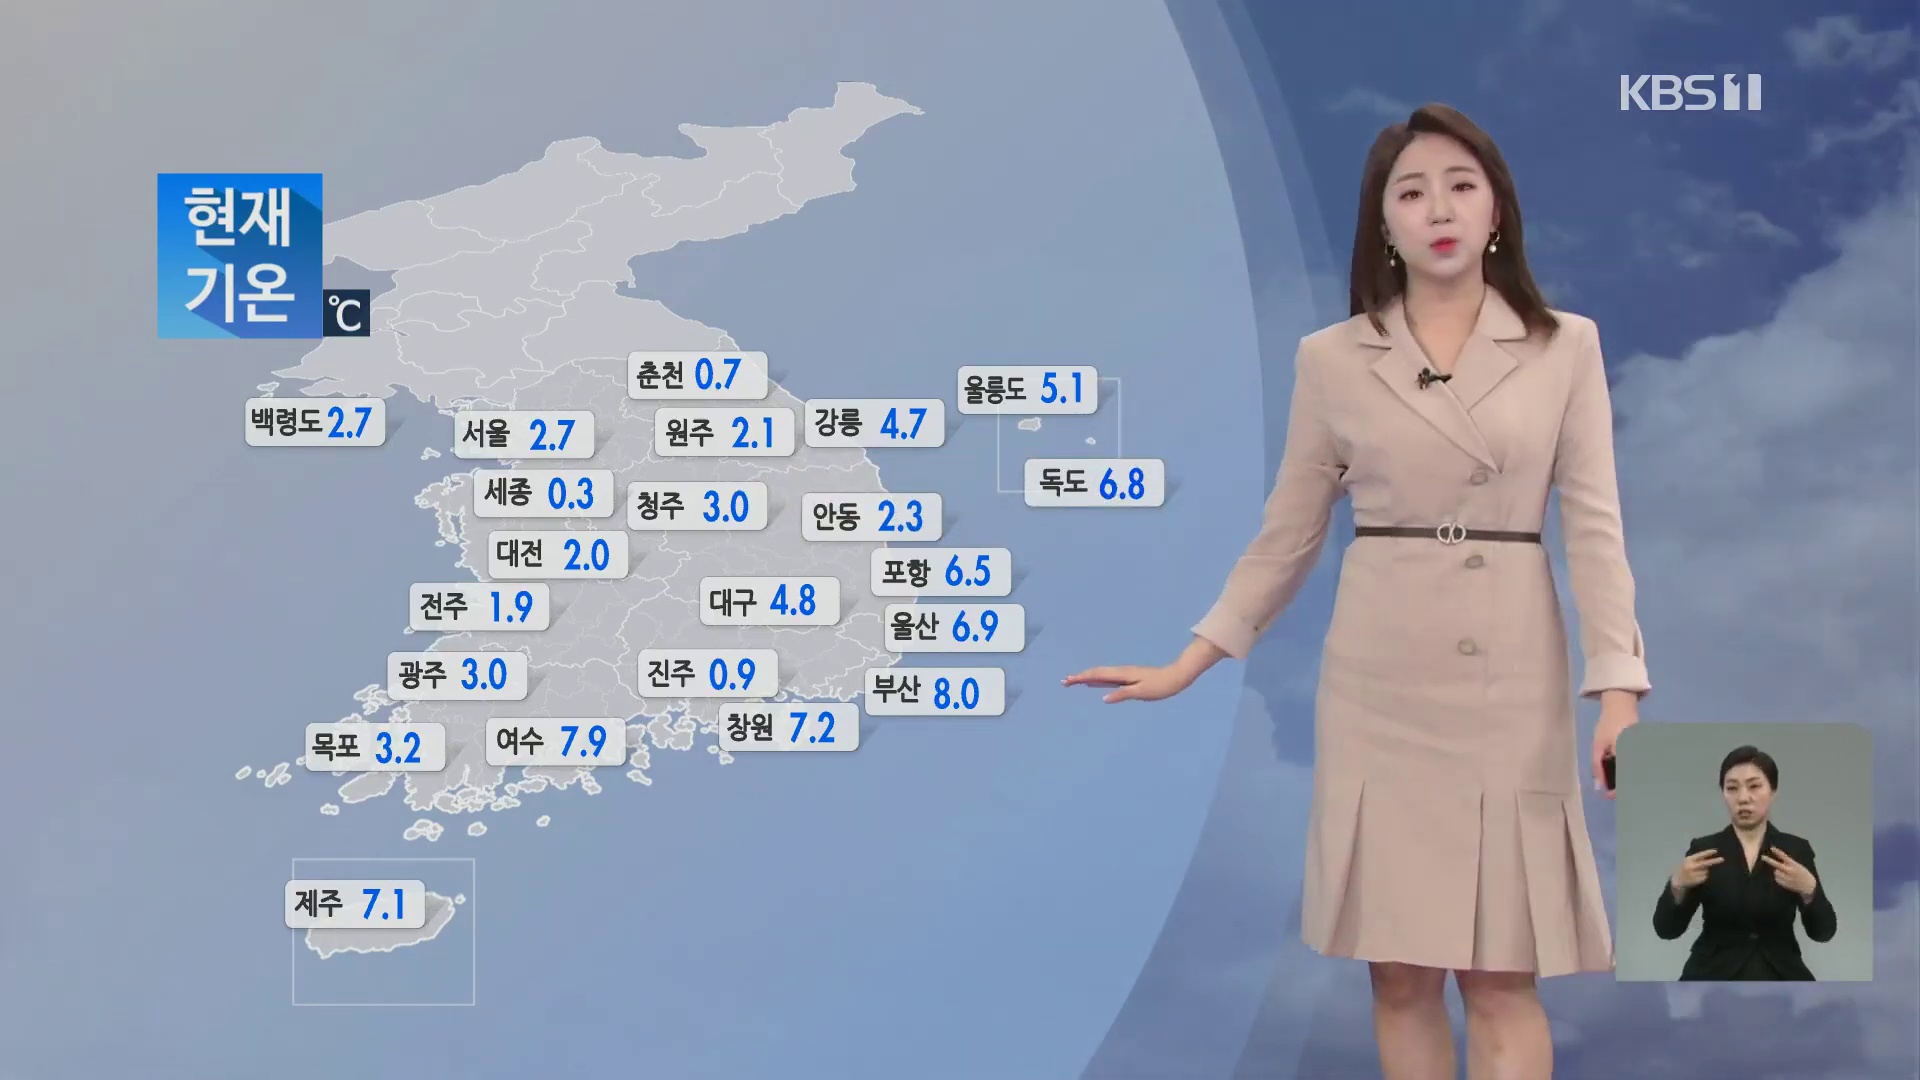 KBS 1
현재
기온
℃
춘천 0.7
울릉도 5.1
백령도 2.7
서울 2.7
원주 2.1
강릉 4.7
독도 6.8
세종 0.3
청주 3.0
안동 2.3
대전 2.0
포항 6.5
전주 1.9
대구 4.8
울산 6.9
광주 3.0
진주 0.9
부산 8.0
목포 3.2
여수 7.9
창원 7.2
제주 7.1